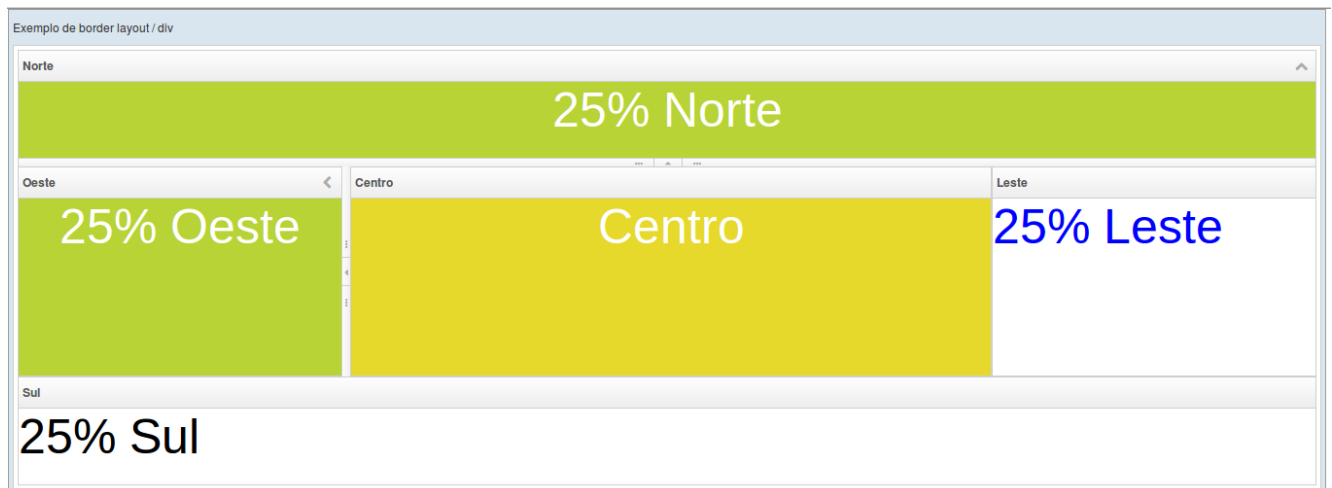 Exemplo de border layout / div
Norte
25% Norte
Oeste
Centro
Leste
25% Oeste
Centro
25% Leste
Sul
25% Sul